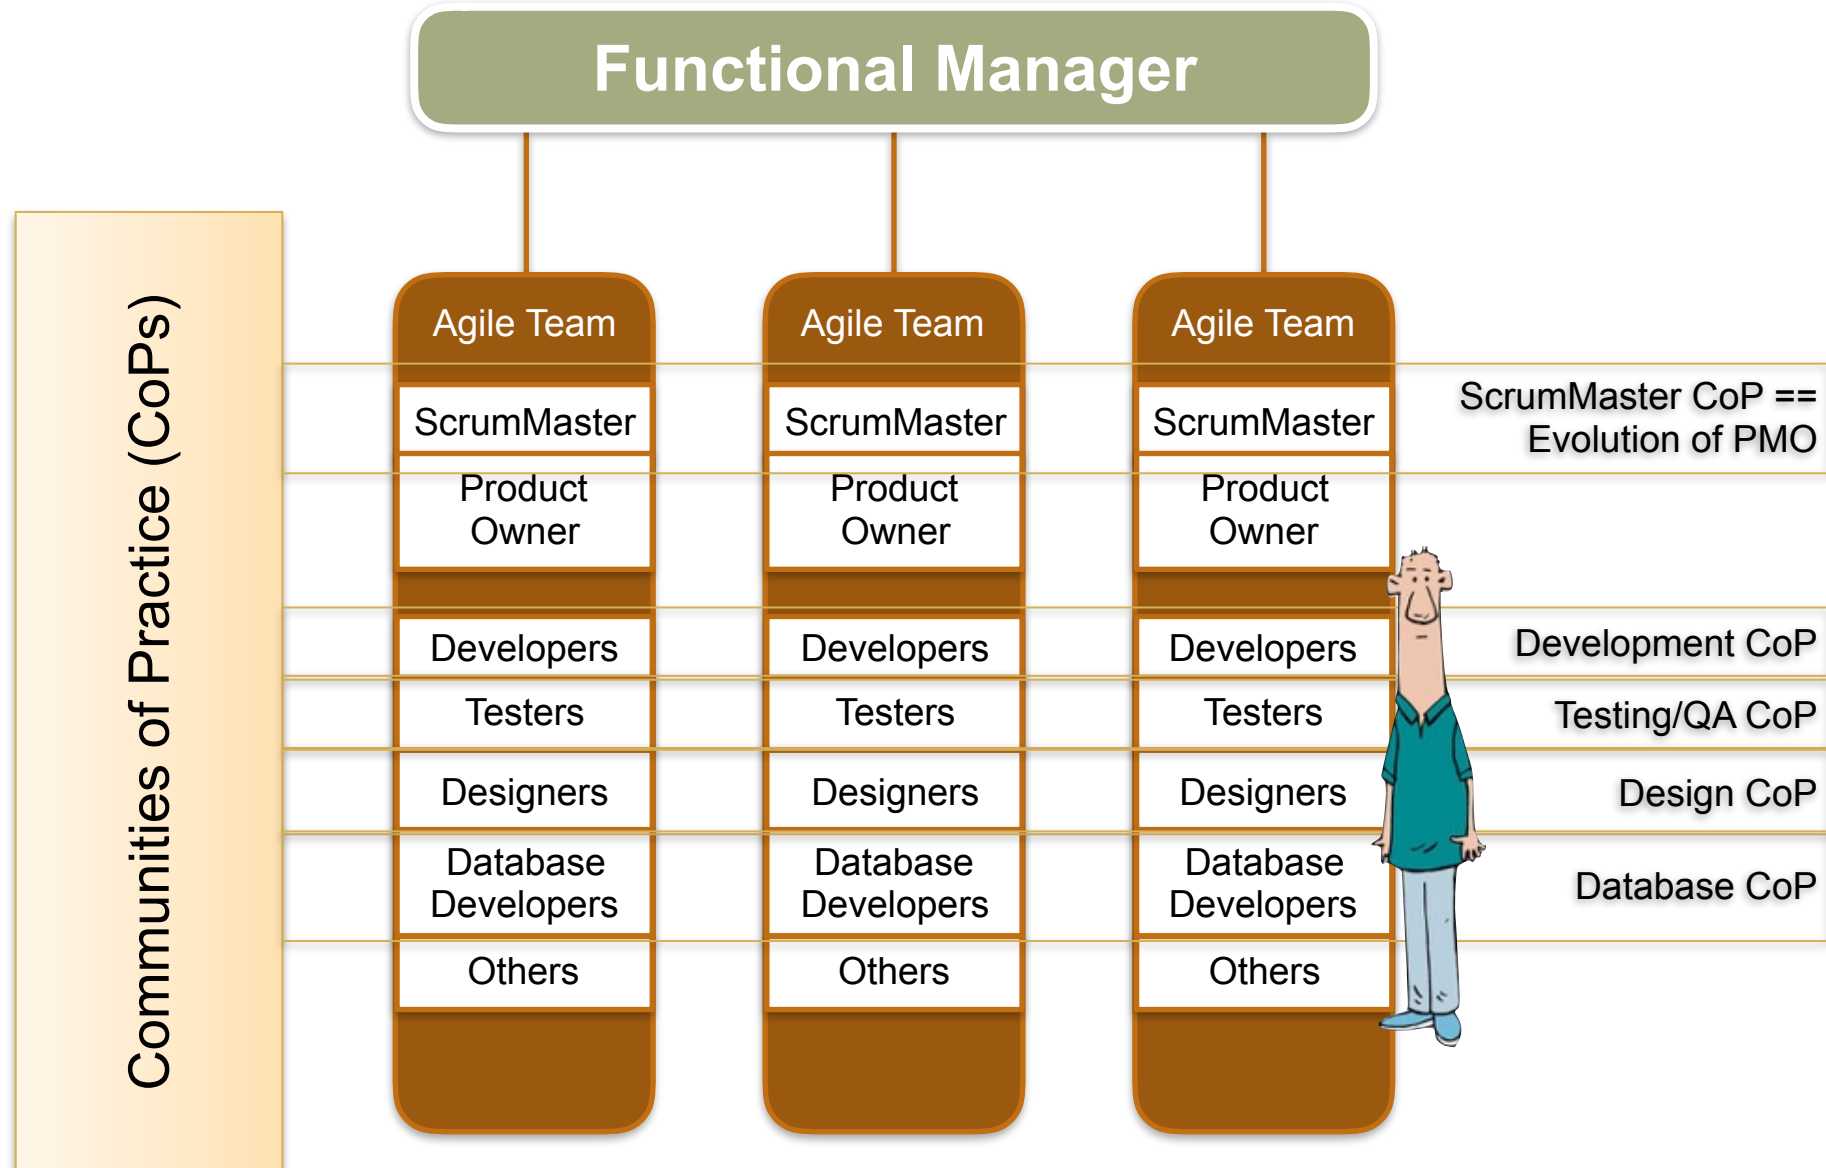 Functional Manager
Communities of Practice (CoPs)
Agile Team
Agile Team
Agile Team
ScrumMaster
ScrumMaster
ScrumMaster
ScrumMaster CoP ==
Evolution of PMO
Product
Owner
Product
Owner
Product
Owner
Developers
Developers
Developers
Development CoP
Testers
Testers
Testers
Testing/QA CoP
Designers
Designers
Designers
Design CoP
Database
Developers
Database
Developers
Database
Developers
Database CoP
Others
Others
Others